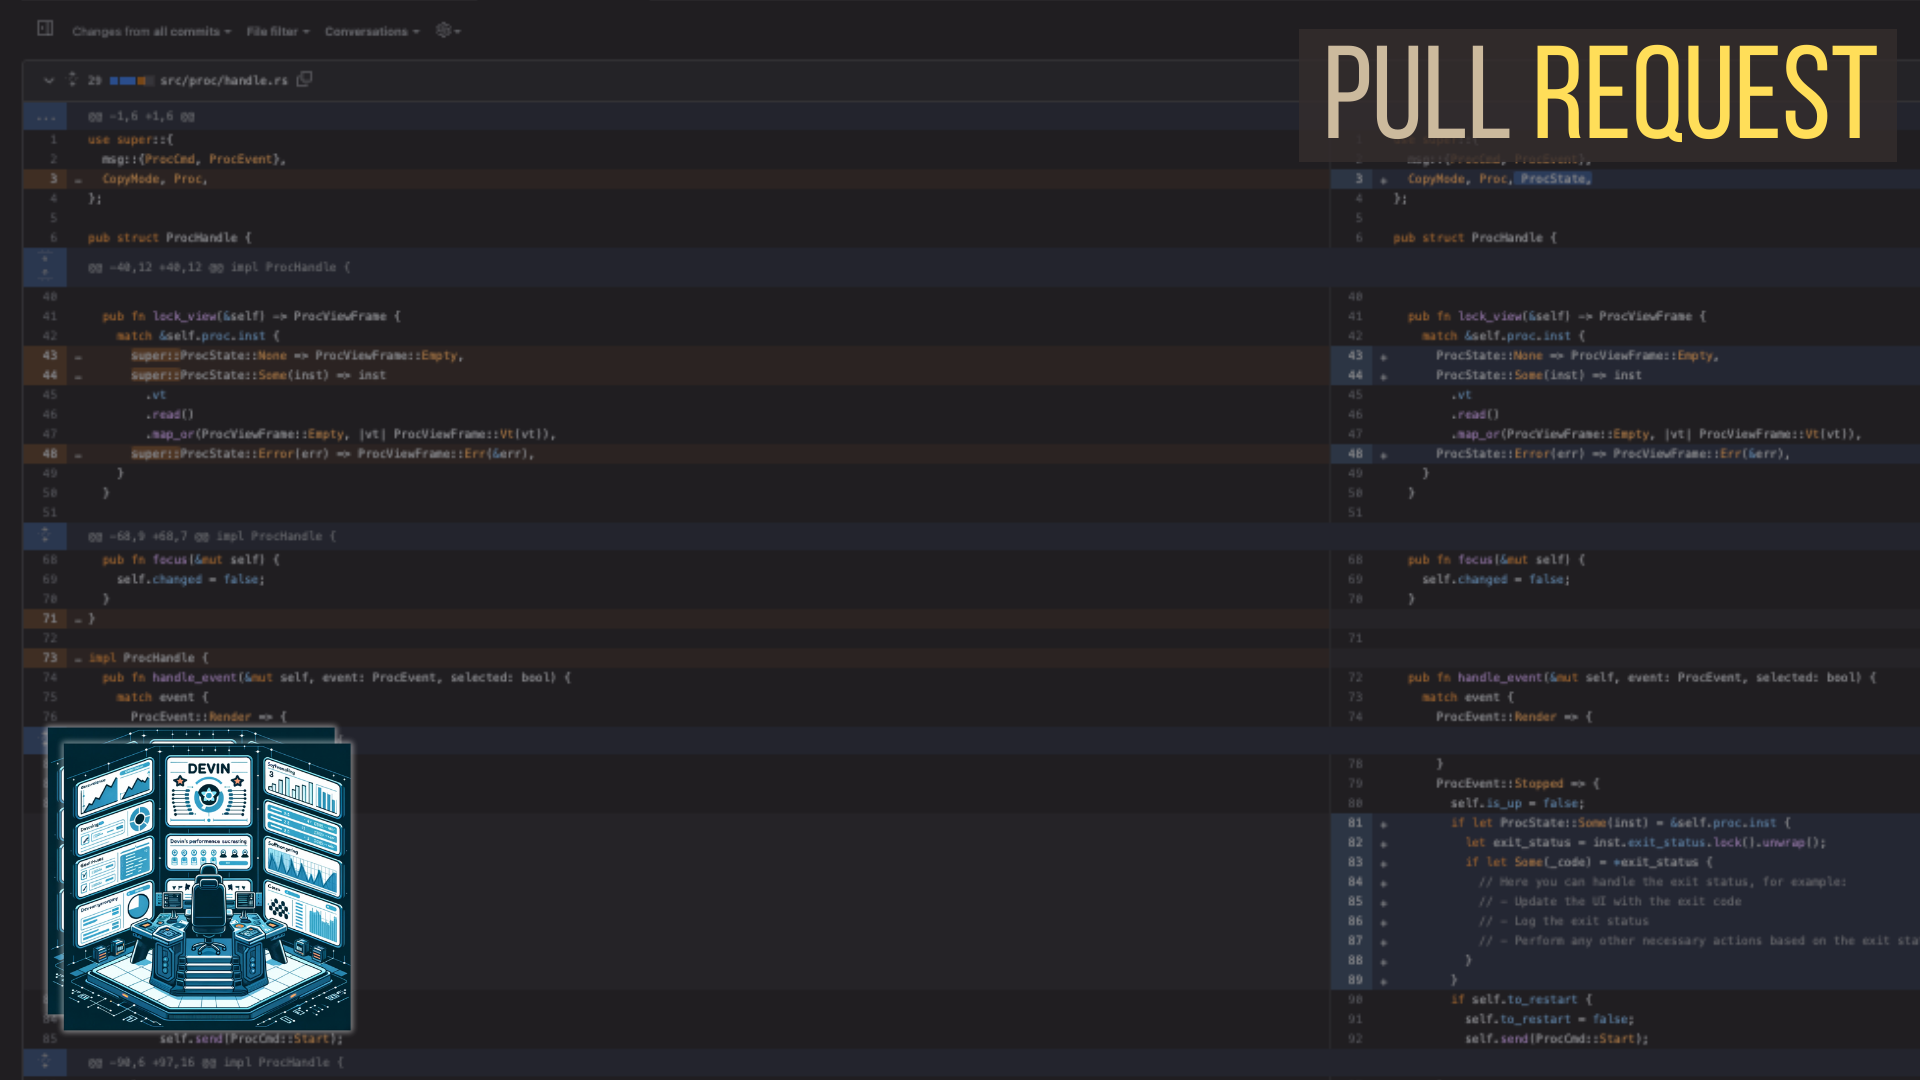 Changes from all commits File filter Conversations
PULL REQUEST
29 src/proc/handle.rs
... @@ -1,6 +1,6 @@
1 use super::{
2 msg::{ProcCmd, ProcEvent},
3 - CopyMode, Proc,
4 };
5
6 pub struct ProcHandle {
@@ -40,12 +40,12 @@ impl ProcHandle {
40
41 pub fn lock_view(&self) -> ProcViewFrame {
42 match &self.proc.inst {
43 - super::ProcState::None => ProcViewFrame::Empty,
44 - super::ProcState::Some(inst) => inst
45 .vt
46 .read()
47 .map_or(ProcViewFrame::Empty, |vt| ProcViewFrame::Vt(vt)),
48 - super::ProcState::Error(err) => ProcViewFrame::Err(&err),
49 }
50 }
51
@@ -68,9 +68,7 @@ impl ProcHandle {
68 pub fn focus(&mut self) {
69 self.changed = false;
70 }
71 - }
72
73 - impl ProcHandle {
74 pub fn handle_event(&mut self, event: ProcEvent, selected: bool) {
75 match event {
76 ProcEvent::Render => {
85 self.send(ProcCmd::Start);
@@ -90,6 +97,16 @@ impl ProcHandle {
1 use super::{
2 msg::{ProcCmd, ProcEvent},
3 + CopyMode, Proc, ProcState,
4 };
5
6 pub struct ProcHandle {
40
41 pub fn lock_view(&self) -> ProcViewFrame {
42 match &self.proc.inst {
43 + ProcState::None => ProcViewFrame::Empty,
44 + ProcState::Some(inst) => inst
45 .vt
46 .read()
47 .map_or(ProcViewFrame::Empty, |vt| ProcViewFrame::Vt(vt)),
48 + ProcState::Error(err) => ProcViewFrame::Err(&err),
49 }
50 }
51
68 pub fn focus(&mut self) {
69 self.changed = false;
70 }
71
72 pub fn handle_event(&mut self, event: ProcEvent, selected: bool) {
73 match event {
74 ProcEvent::Render => {
78 }
79 ProcEvent::Stopped => {
80 self.is_up = false;
81 + if let ProcState::Some(inst) = &self.proc.inst {
82 + let exit_status = inst.exit_status.lock().unwrap();
83 + if let Some(_code) = *exit_status {
84 + // Here you can handle the exit status, for example:
85 + // - Update the UI with the exit code
86 + // - Log the exit status
87 + // - Perform any other necessary actions based on the exit sta
88 + }
89 + }
90 if self.to_restart {
91 self.to_restart = false;
92 self.send(ProcCmd::Start);
DEVIN
Devin's performance